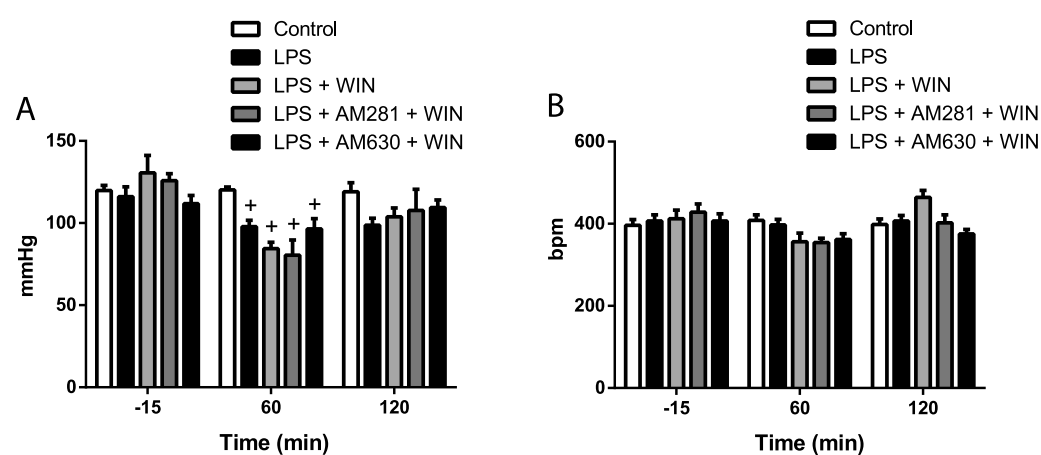 Control
LPS
LPS + WIN
LPS + AM281 + WIN
LPS + AM630 + WIN
A
150
100
50
0
mmHg
+
+
+
+
-15
60
120
Time (min)
Control
LPS
LPS + WIN
LPS + AM281 + WIN
LPS + AM630 + WIN
B
600
400
200
0
bpm
-15
60
120
Time (min)